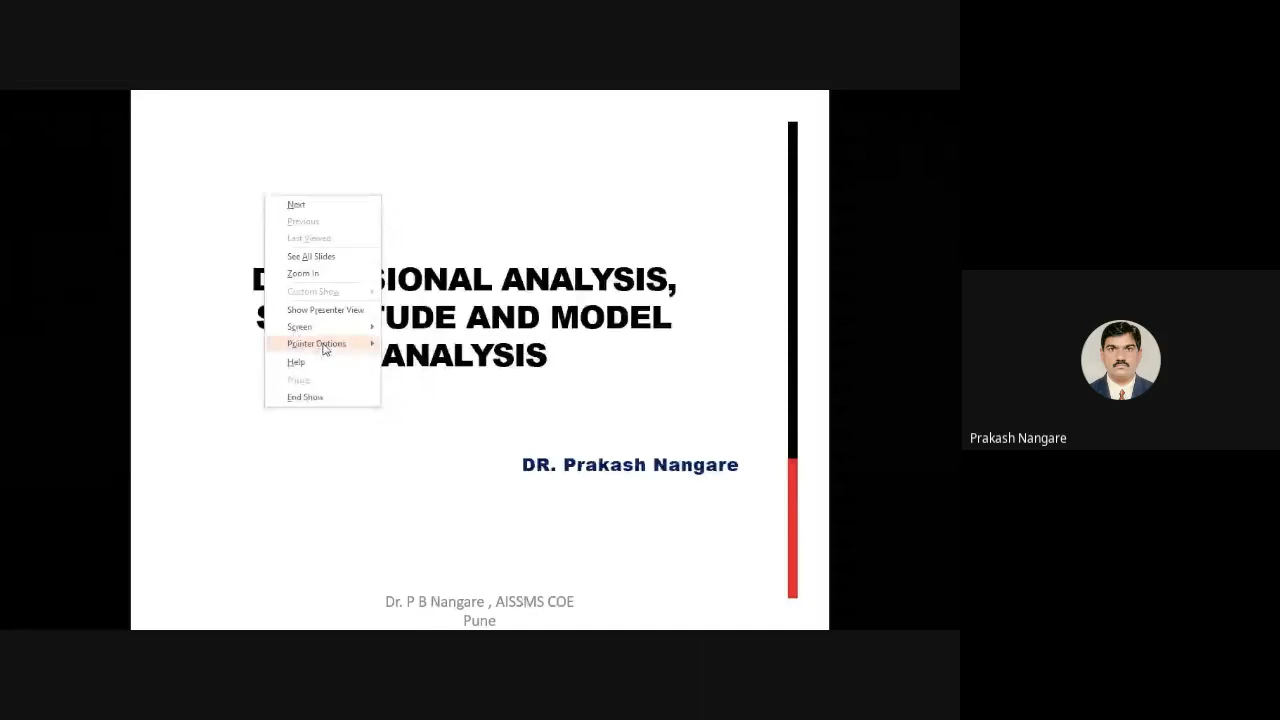 Next
Previous
Last Viewed
See All Slides
Zoom In
Custom Show
Show Presenter View
Screen
Pointer Options
Help
Pause
End Show
SIONAL ANALYSIS,
TUDE AND MODEL
ANALYSIS
DR. Prakash Nangare
Dr. P B Nangare , AISSMS COE
Pune
Prakash Nangare